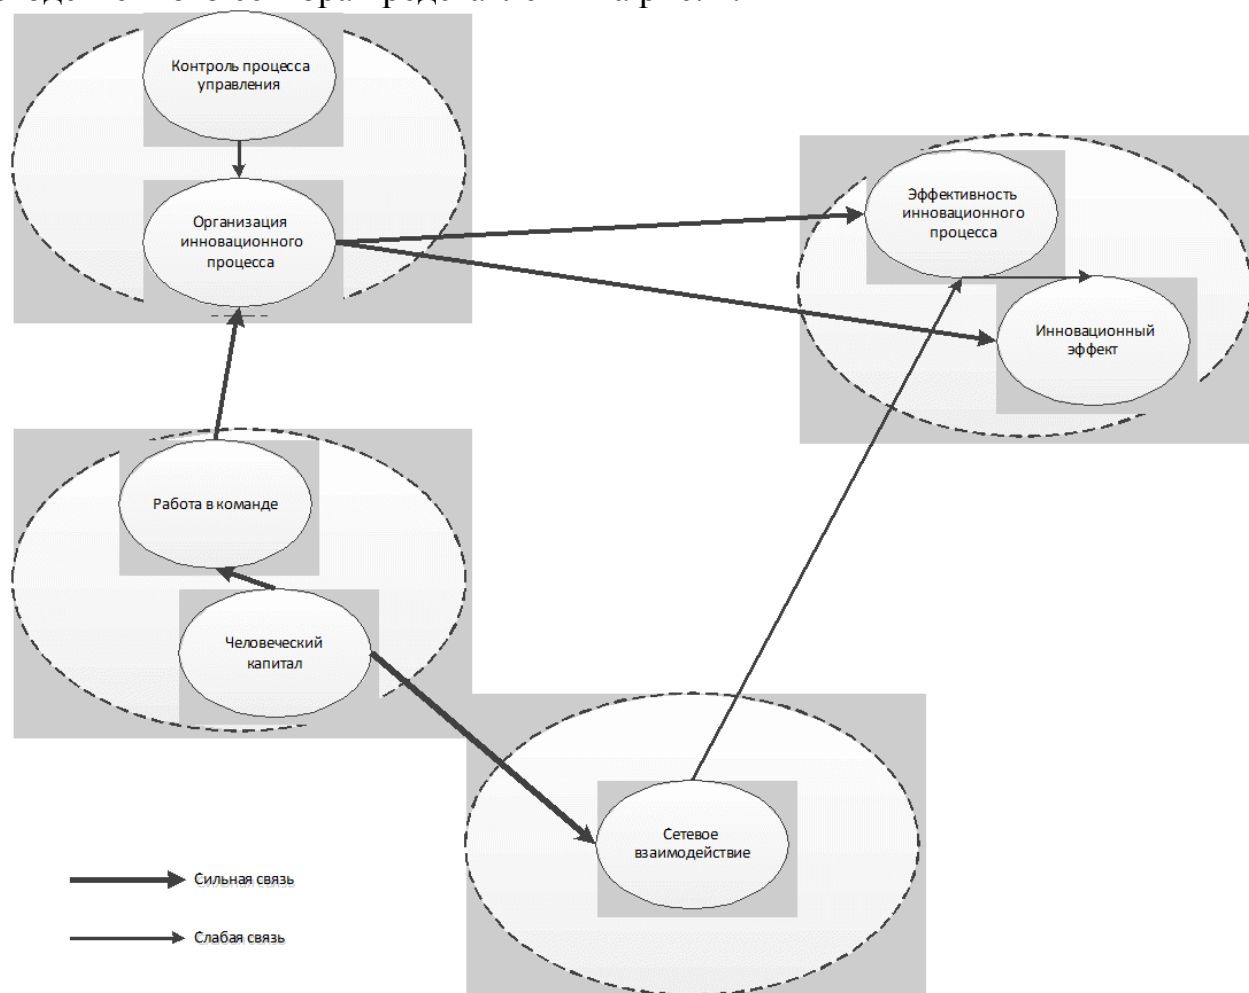 Контроль процесса
управления
Организация
инновационного
процесса
Эффективность
инновационного
процесса
Инновационный
эффект
Работа в команде
Человеческий
капитал
Сетевое
взаимодействие
Сильная связь
Слабая связь